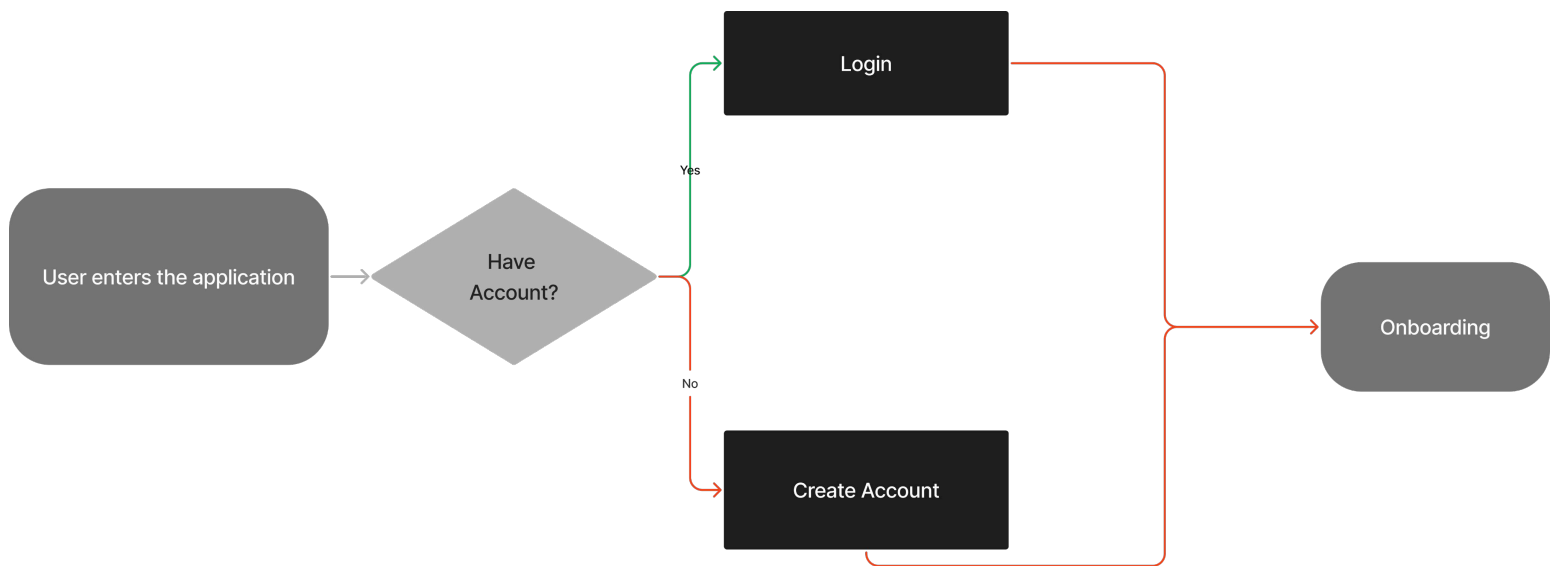 User enters the application
Have
Account?
Yes
No
Login
Create Account
Onboarding